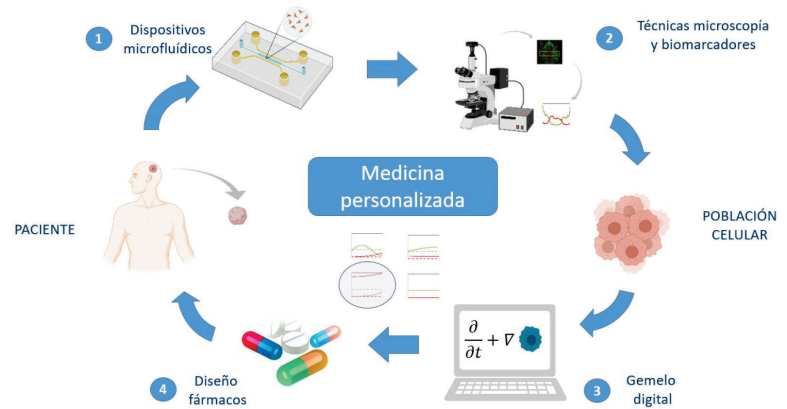 1
Dispositivos
microfluídicos
2
Técnicas microscopía
y biomarcadores
Medicina
personalizada
PACIENTE
POBLACIÓN
CELULAR
∂/∂t + ∇
4
Diseño
fármacos
3
Gemelo
digital